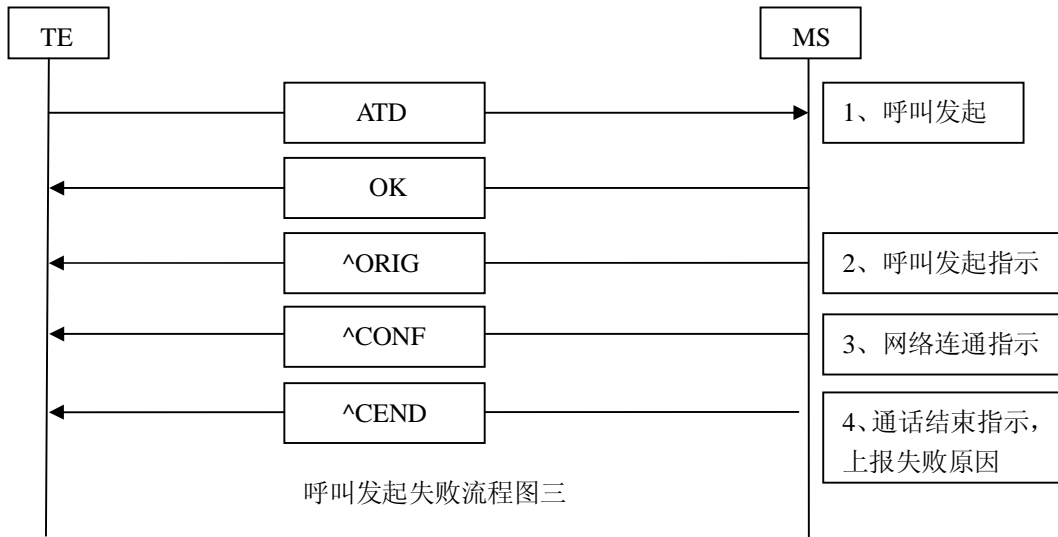 TE
MS
ATD
1、呼叫发起
OK
^ORIG
2、呼叫发起指示
^CONF
3、网络连通指示
^CEND
4、通话结束指示，
上报失败原因
呼叫发起失败流程图三